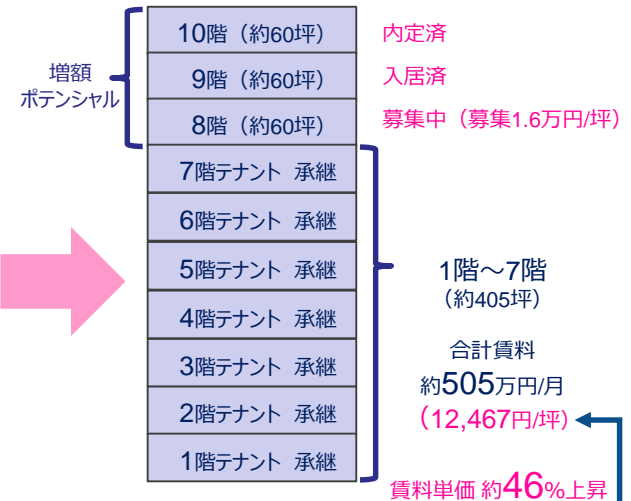 10階（約60坪） 内定済
増額
ポテンシャル
9階（約60坪） 入居済
8階（約60坪） 募集中（募集1.6万円/坪）
7階テナント 承継
6階テナント 承継
5階テナント 承継
4階テナント 承継
3階テナント 承継
2階テナント 承継
1階テナント 承継
1階～7階
（約405坪）
合計賃料
約505万円/月
（12,467円/坪）
賃料単価 約46%上昇